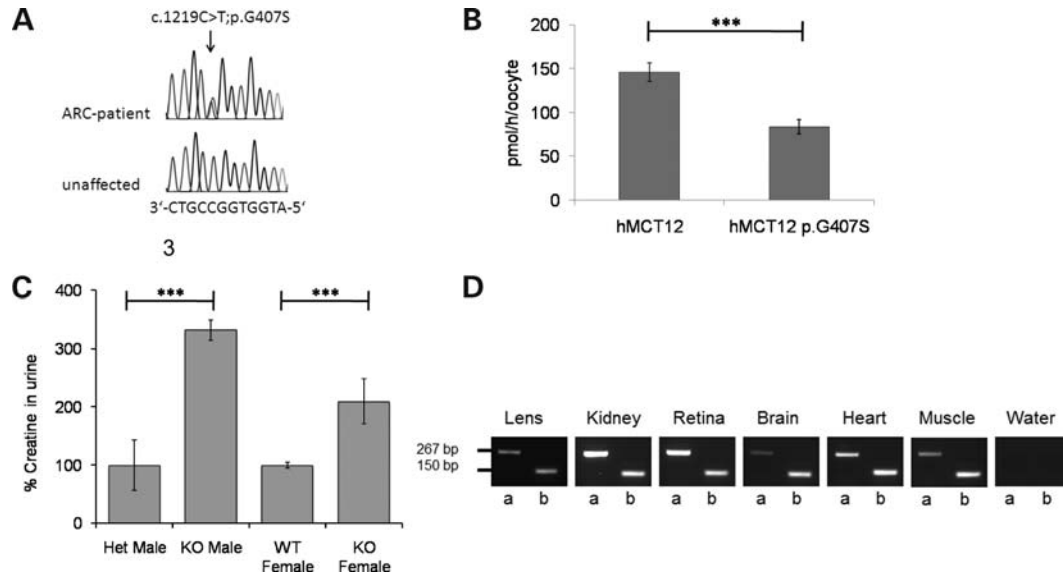 A
c.1219C>T;p.G407S
ARC-patient
unaffected
3‘-CTGCCGGTGGTA-5‘
3
B
***
pmol/h/oocyte
200
150
100
50
0
hMCT12
hMCT12 p.G407S
C
***
***
% Creatine in urine
400
300
200
100
0
Het Male
KO Male
WT Female
KO Female
D
Lens Kidney Retina Brain Heart Muscle Water
267 bp
150 bp
a b a b a b a b a b a b a b